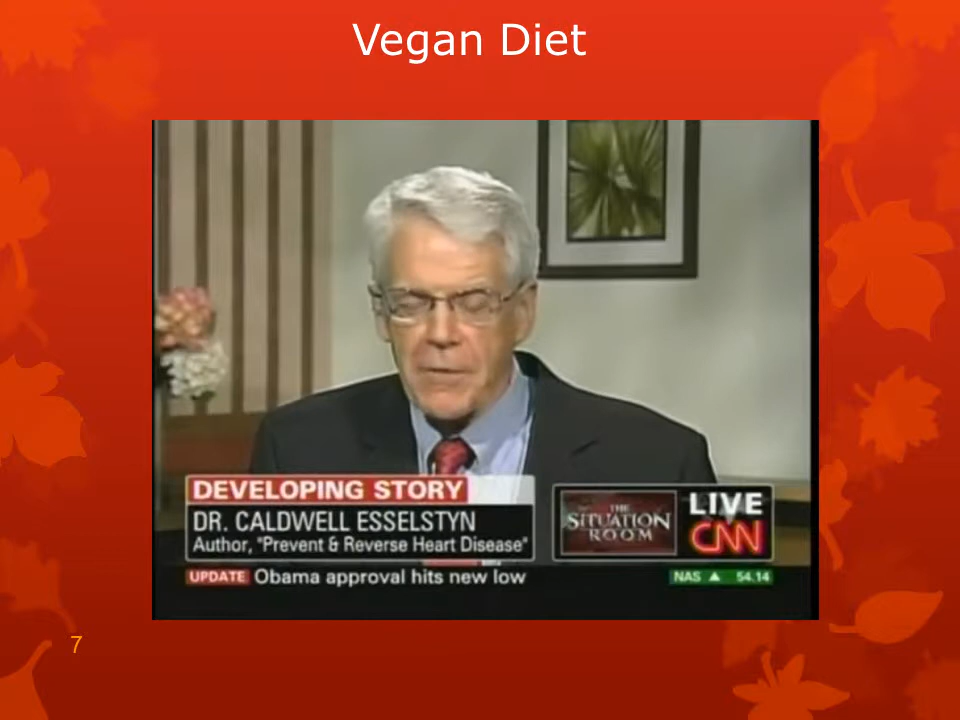 Vegan Diet
DEVELOPING STORY
DR. CALDWELL ESSELSTYN
Author, "Prevent & Reverse Heart Disease"
THE
SITUATION
ROOM
LIVE
CNN
UPDATE Obama approval hits new low
NAS ▲ 54.14
7